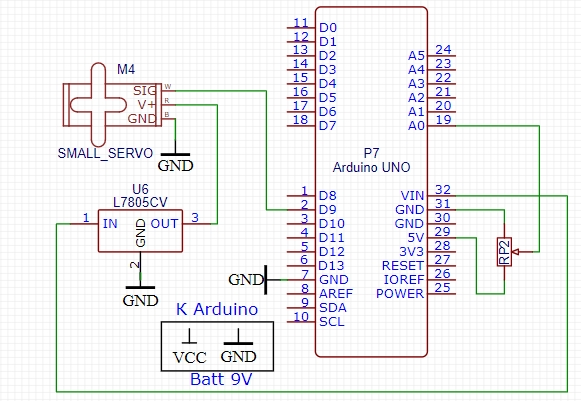 M4
SIG W
V+ R
GND B
SMALL_SERVO
GND
U6
L7805CV
1 IN GND OUT 3
2
GND
K Arduino
VCC GND
Batt 9V
P7
Arduino UNO
11 D0
12 D1
13 D2
14 D3
15 D4
16 D5
17 D6
18 D7
1 D8
2 D9
3 D10
4 D11
5 D12
6 D13
GND 7 GND
8 AREF
9 SDA
10 SCL
A5 24
A4 23
A3 22
A2 21
A1 20
A0 19
VIN 32
GND 31
GND 30
5V 29
3V3 28
RESET 27
IOREF 26
POWER 25
RP2